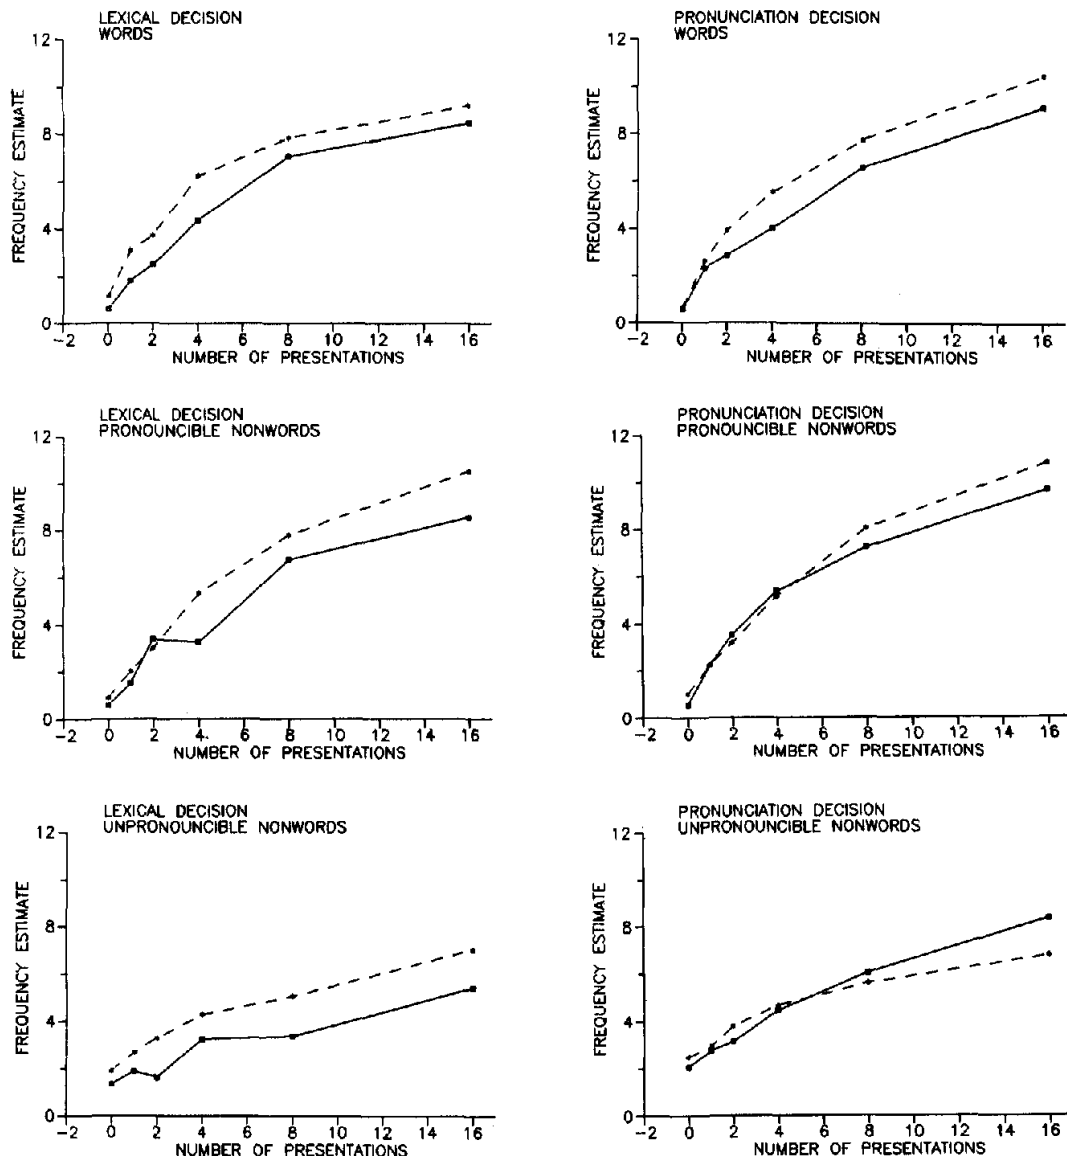 LEXICAL DECISION
WORDS
12
8
4
0
FREQUENCY ESTIMATE
-2 0 2 4 6 8 10 12 14 16
NUMBER OF PRESENTATIONS
PRONUNCIATION DECISION
WORDS
12
8
4
0
FREQUENCY ESTIMATE
-2 0 2 4 6 8 10 12 14 16
NUMBER OF PRESENTATIONS
LEXICAL DECISION
PRONOUNCIBLE NONWORDS
12
8
4
0
FREQUENCY ESTIMATE
-2 0 2 4 6 8 10 12 14 16
NUMBER OF PRESENTATIONS
PRONUNCIATION DECISION
PRONOUNCIBLE NONWORDS
12
8
4
0
FREQUENCY ESTIMATE
-2 0 2 4 6 8 10 12 14 16
NUMBER OF PRESENTATIONS
LEXICAL DECISION
UNPRONOUNCIBLE NONWORDS
12
8
4
0
FREQUENCY ESTIMATE
-2 0 2 4 6 8 10 12 14 16
NUMBER OF PRESENTATIONS
PRONUNCIATION DECISION
UNPRONOUNCIBLE NONWORDS
12
8
4
0
FREQUENCY ESTIMATE
-2 0 2 4 6 8 10 12 14 16
NUMBER OF PRESENTATIONS